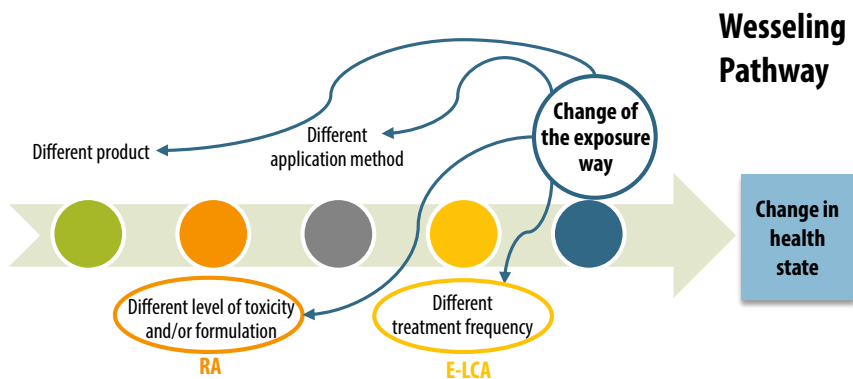 Wesseling
Pathway
Change of
the exposure
way
Different
application method
Different product
Change in
health
state
Different level of toxicity
and/or formulation
RA
Different
treatment frequency
E-LCA